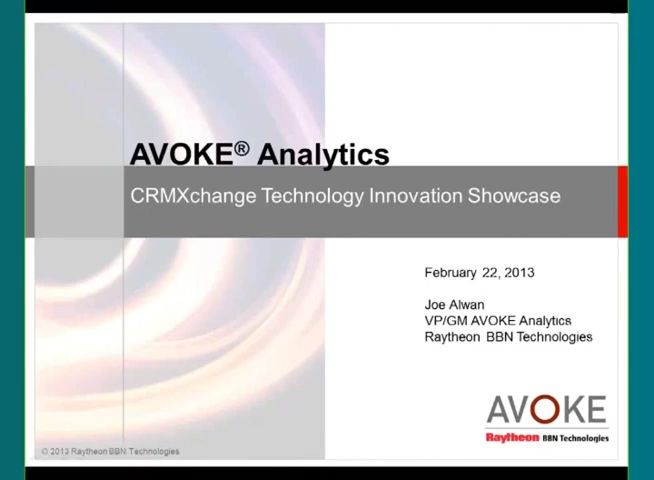 AVOKE® Analytics
CRMXchange Technology Innovation Showcase
February 22, 2013
Joe Alwan
VP/GM AVOKE Analytics
Raytheon BBN Technologies
AVOKE
Raytheon BBN Technologies
© 2013 Raytheon BBN Technologies